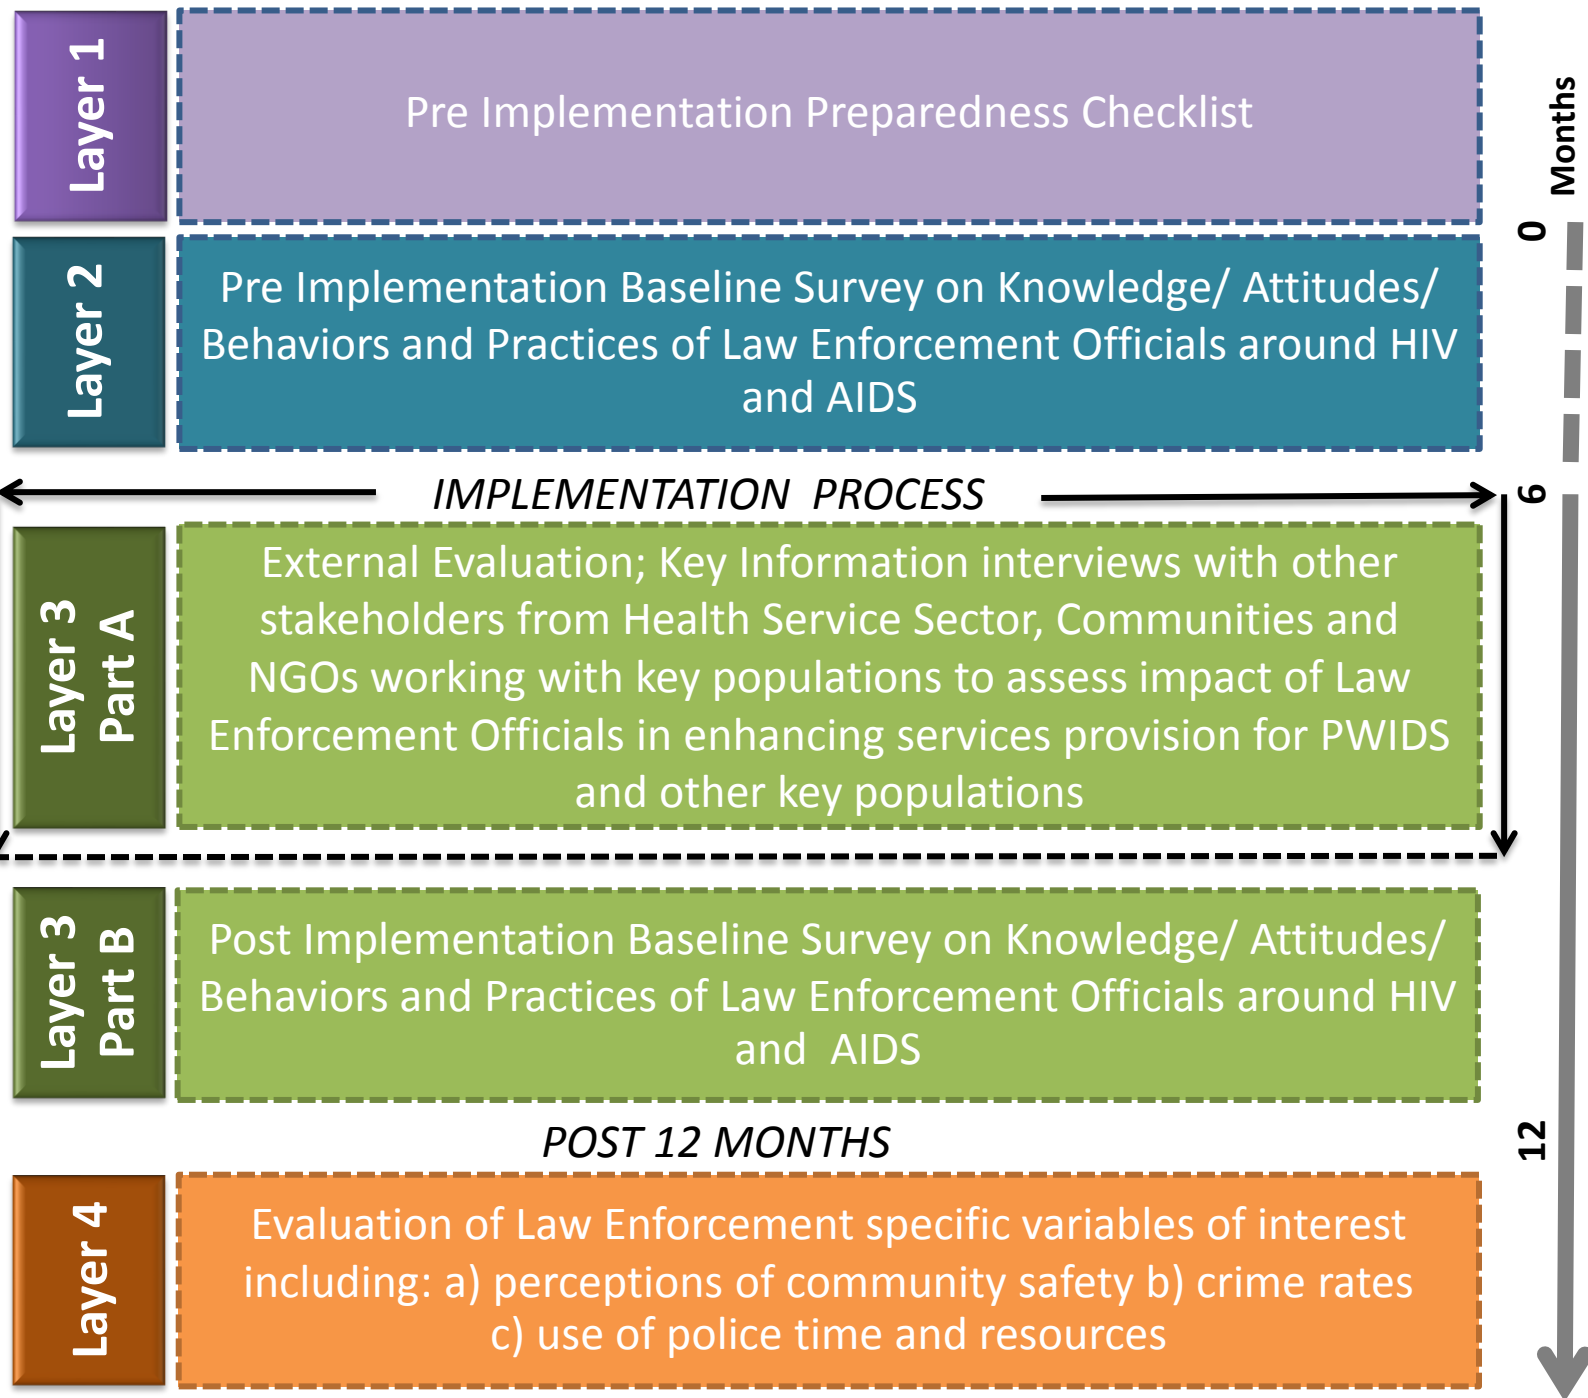 Layer 1
Pre Implementation Preparedness Checklist
Months
0
Layer 2
Pre Implementation Baseline Survey on Knowledge/ Attitudes/
Behaviors and Practices of Law Enforcement Officials around HIV
and AIDS
IMPLEMENTATION PROCESS
6
Layer 3
Part A
External Evaluation; Key Information interviews with other
stakeholders from Health Service Sector, Communities and
NGOs working with key populations to assess impact of Law
Enforcement Officials in enhancing services provision for PWIDS
and other key populations
Layer 3
Part B
Post Implementation Baseline Survey on Knowledge/ Attitudes/
Behaviors and Practices of Law Enforcement Officials around HIV
and AIDS
POST 12 MONTHS
12
Layer 4
Evaluation of Law Enforcement specific variables of interest
including: a) perceptions of community safety b) crime rates
c) use of police time and resources